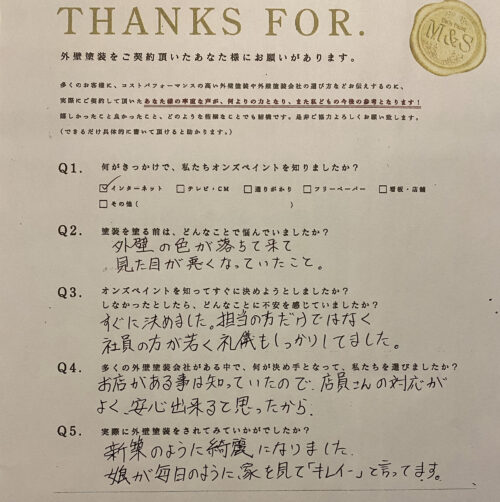 THANKS FOR.
M&S
外壁塗装をご契約頂いたあなた様にお願いがあります。
多くのお客様に、コストパフォーマンスの高い外壁塗装や外壁塗装会社の選び方などお伝えするのに、
実際にご契約して頂いたあなた様の率直な声が、何よりの力となり、また私どもの今後の参考となります!
嬉しかったこと良かったこと、どのような些細なことでも結構です。是非ご協力よろしくお願い致します。
(できるだけ具体的に書いて頂けると助かります。)
Q1. 何がきっかけで、私たちオンズペイントを知りましたか?
☑インターネット □テレビ・CM □通りがかり □フリーペーパー □看板・店舗
□その他( )
Q2. 塗装を塗る前は、どんなことで悩んでいましたか?
外壁の色が落ちて来て
見た目が悪くなっていたこと。
Q3. オンズペイントを知ってすぐに決めようとしましたか?
しなかったとしたら、どんなことに不安を感じていましたか?
すぐに決めました。担当の方だけではなく
社員の方が若く礼儀もしっかりしてました。
Q4. 多くの外壁塗装会社がある中で、何が決め手となって、私たちを選びましたか?
お店がある事は知っていたので、店員さんの対応が
よく、安心出来ると思ったから、
Q5. 実際に外壁塗装をされてみていかがでしたか?
新築のように綺麗になりました、
娘が毎日のように、家を見て「キレイー」と言ってます。